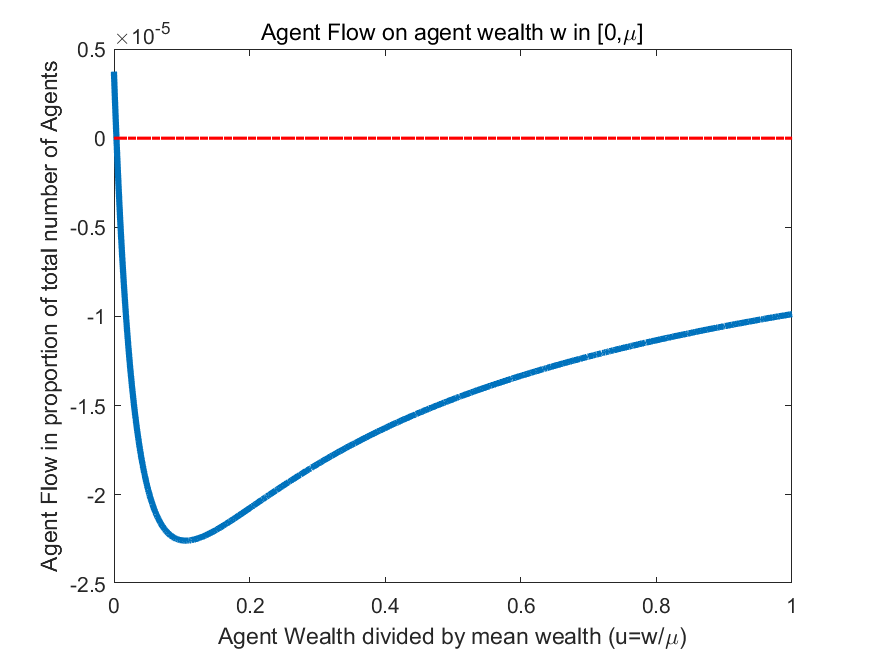 Agent Flow on agent wealth w in [0,μ]
×10-5
0.5
0
-0.5
-1
-1.5
-2
-2.5
Agent Flow in proportion of total number of Agents
0 0.2 0.4 0.6 0.8 1
Agent Wealth divided by mean wealth (u=w/μ)